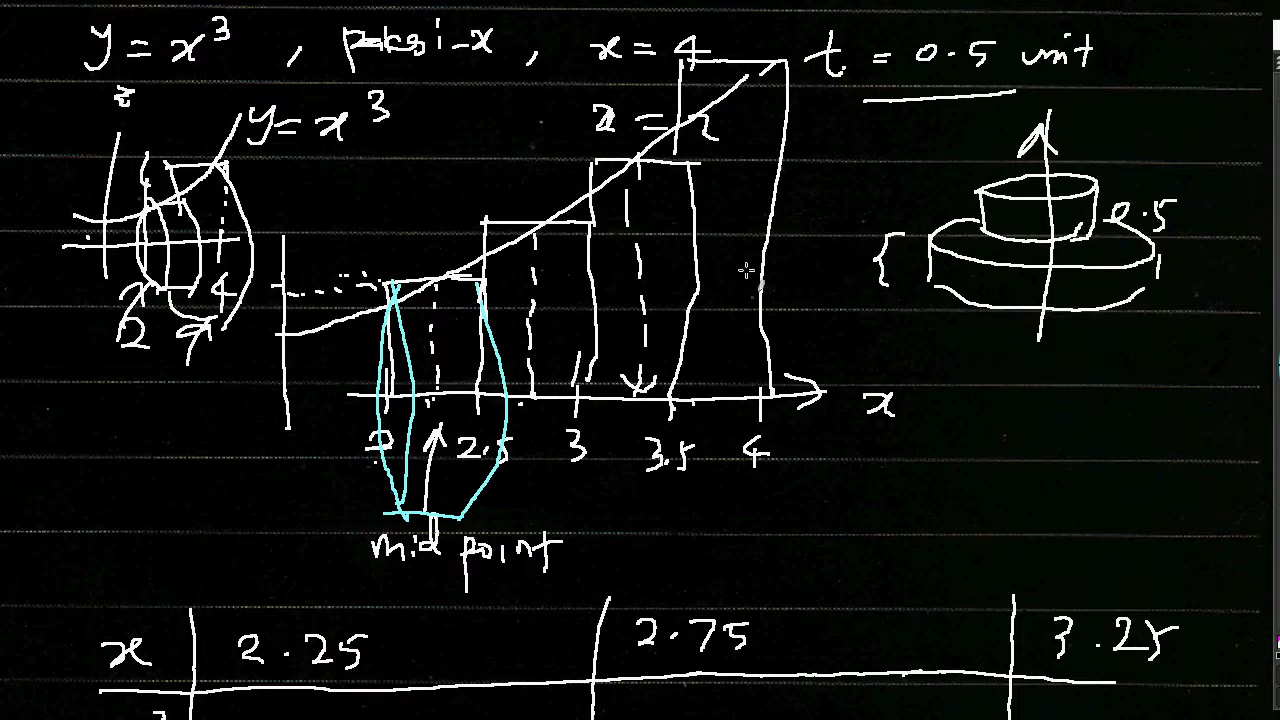 y = x³ , paksi-x , x = 4 t = 0.5 unit
y = x³
x = 2
0.5
2 4
x
2 2.5 3 3.5 4
mid point
x 2.25 2.75 3.25